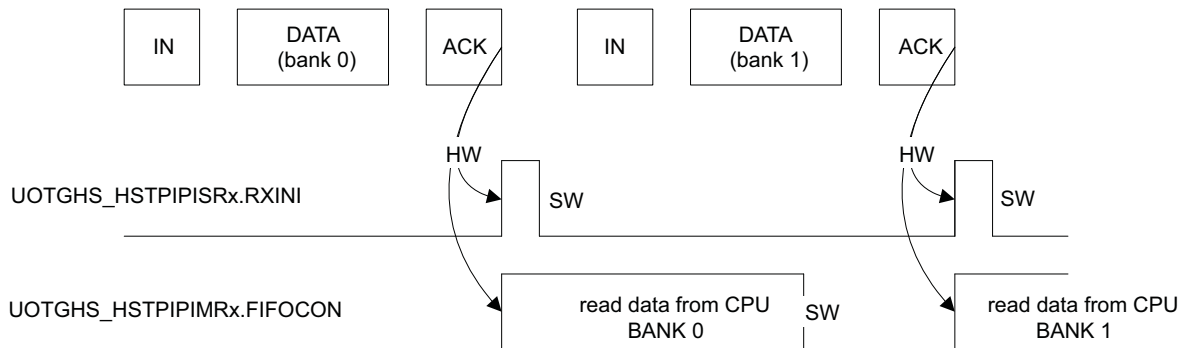 IN
DATA
(bank 0)
ACK
IN
DATA
(bank 1)
ACK
HW
HW
UOTGHS_HSTPIPISRx.RXINI
SW
SW
UOTGHS_HSTPIPIMRx.FIFOCON
read data from CPU
BANK 0
SW
read data from CPU
BANK 1